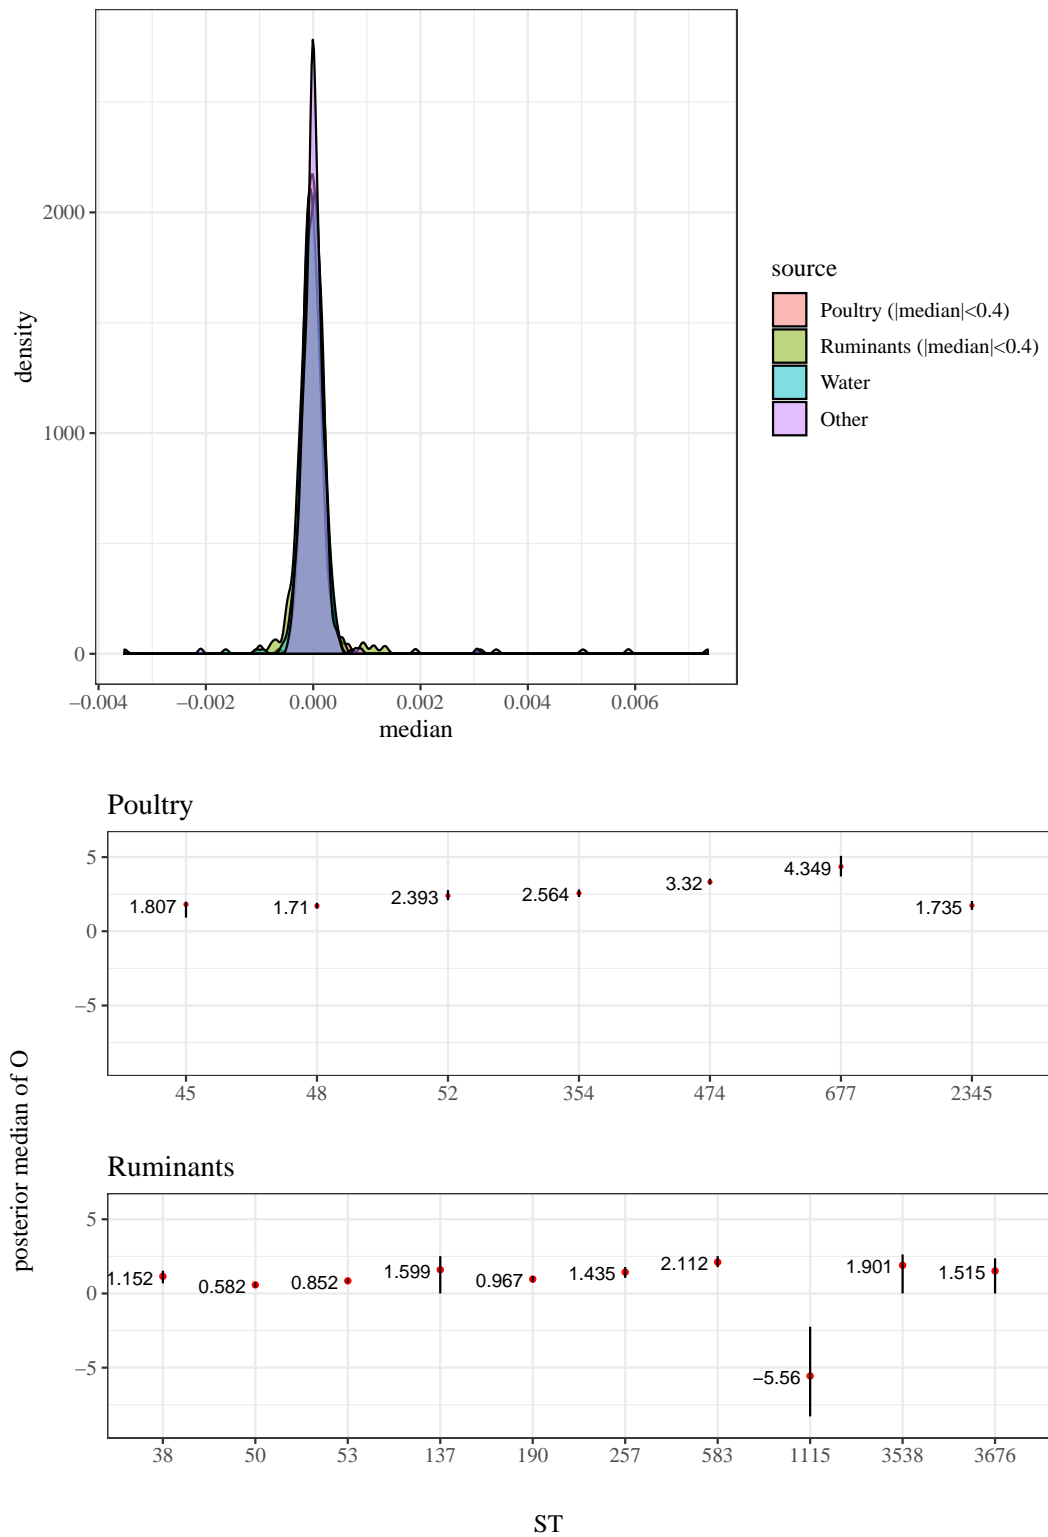 2000
1000
0
density
−0.004 −0.002 0.000 0.002 0.004 0.006
median
source
Poultry (|median|<0.4)
Ruminants (|median|<0.4)
Water
Other
posterior median of O
Poultry
5
0
−5
1.807 1.71 2.393 2.564 3.32 4.349 1.735
45 48 52 354 474 677 2345
Ruminants
5
0
−5
1.152 0.582 0.852 1.599 0.967 1.435 2.112 −5.56 1.901 1.515
38 50 53 137 190 257 583 1115 3538 3676
ST